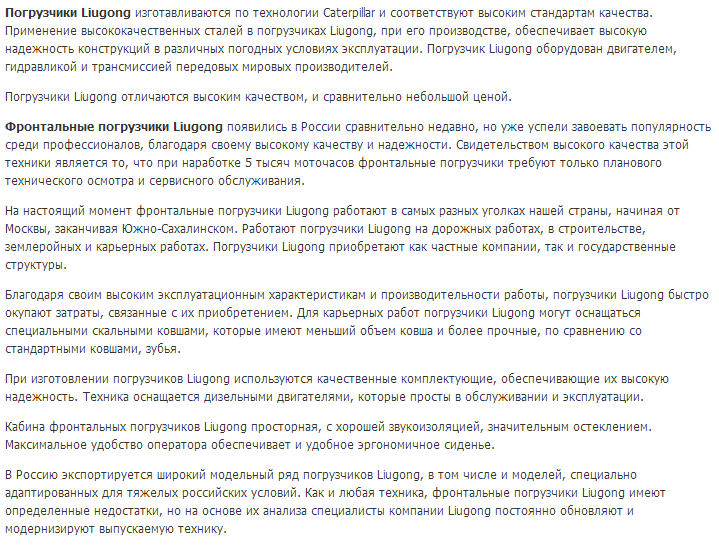 Погрузчики Liugong изготавливаются по технологии Caterpillar и соответствуют высоким стандартам качества.
Применение высококачественных сталей в погрузчиках Liugong, при его производстве, обеспечивает высокую
надежность конструкций в различных погодных условиях эксплуатации. Погрузчик Liugong оборудован двигателем,
гидравликой и трансмиссией передовых мировых производителей.
Погрузчики Liugong отличаются высоким качеством, и сравнительно небольшой ценой.
Фронтальные погрузчики Liugong появились в России сравнительно недавно, но уже успели завоевать популярность
среди профессионалов, благодаря своему высокому качеству и надежности. Свидетельством высокого качества этой
техники является то, что при наработке 5 тысяч моточасов фронтальные погрузчики требуют только планового
технического осмотра и сервисного обслуживания.
На настоящий момент фронтальные погрузчики Liugong работают в самых разных уголках нашей страны, начиная от
Москвы, заканчивая Южно-Сахалинском. Работают погрузчики Liugong на дорожных работах, в строительстве,
землеройных и карьерных работах. Погрузчики Liugong приобретают как частные компании, так и государственные
структуры.
Благодаря своим высоким эксплуатационным характеристикам и производительности работы, погрузчики Liugong быстро
окупают затраты, связанные с их приобретением. Для карьерных работ погрузчики Liugong могут оснащаться
специальными скальными ковшами, которые имеют меньший объем ковша и более прочные, по сравнению со
стандартными ковшами, зубья.
При изготовлении погрузчиков Liugong используются качественные комплектующие, обеспечивающие их высокую
надежность. Техника оснащается дизельными двигателями, которые просты в обслуживании и эксплуатации.
Кабина фронтальных погрузчиков Liugong просторная, с хорошей звукоизоляцией, значительным остеклением.
Максимальное удобство оператора обеспечивает и удобное эргономичное сиденье.
В Россию экспортируется широкий модельный ряд погрузчиков Liugong, в том числе и моделей, специально
адаптированных для тяжелых российских условий. Как и любая техника, фронтальные погрузчики Liugong имеют
определенные недостатки, но на основе их анализа специалисты компании Liugong постоянно обновляют и
модернизируют выпускаемую технику.